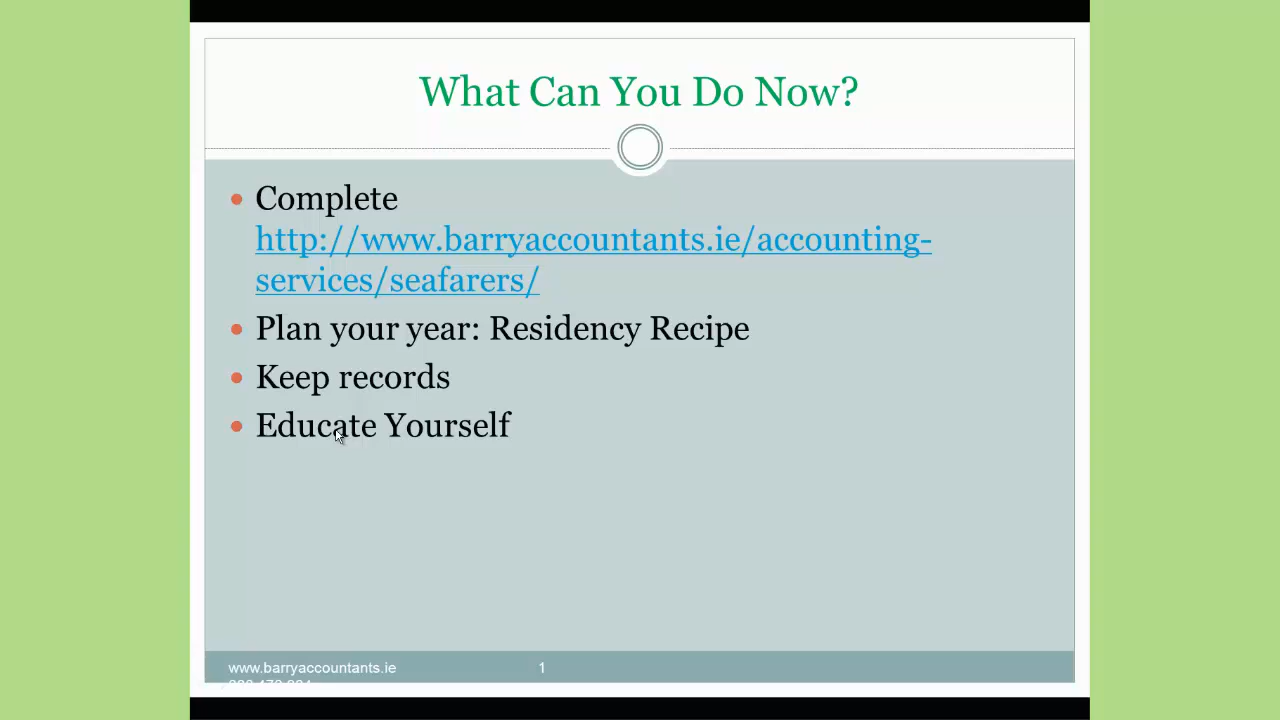 What Can You Do Now?
• Complete
http://www.barryaccountants.ie/accounting-
services/seafarers/
• Plan your year: Residency Recipe
• Keep records
• Educate Yourself
www.barryaccountants.ie 1